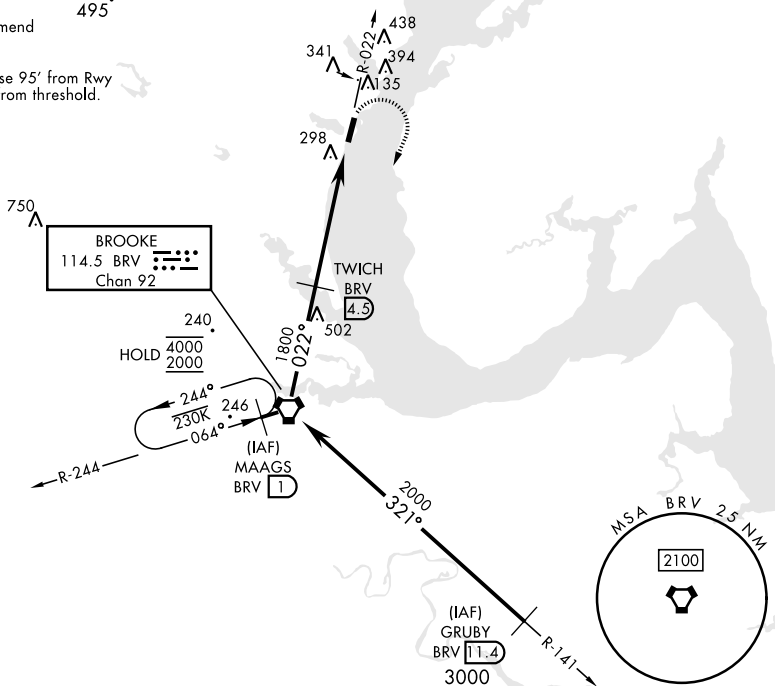 495
mend
se 95' from Rwy
rom threshold.
438
R-022
341
394
135
298
750
BROOKE
114.5 BRV
Chan 92
TWICH
BRV
4.5
502
1800
022°
240
HOLD 4000
2000
244°
230K
246
064°
R-244
(IAF)
MAAGS
BRV 1
2000
321°
(IAF)
GRUBY
BRV 11.4
3000
R-141
MSA BRV 25 NM
2100